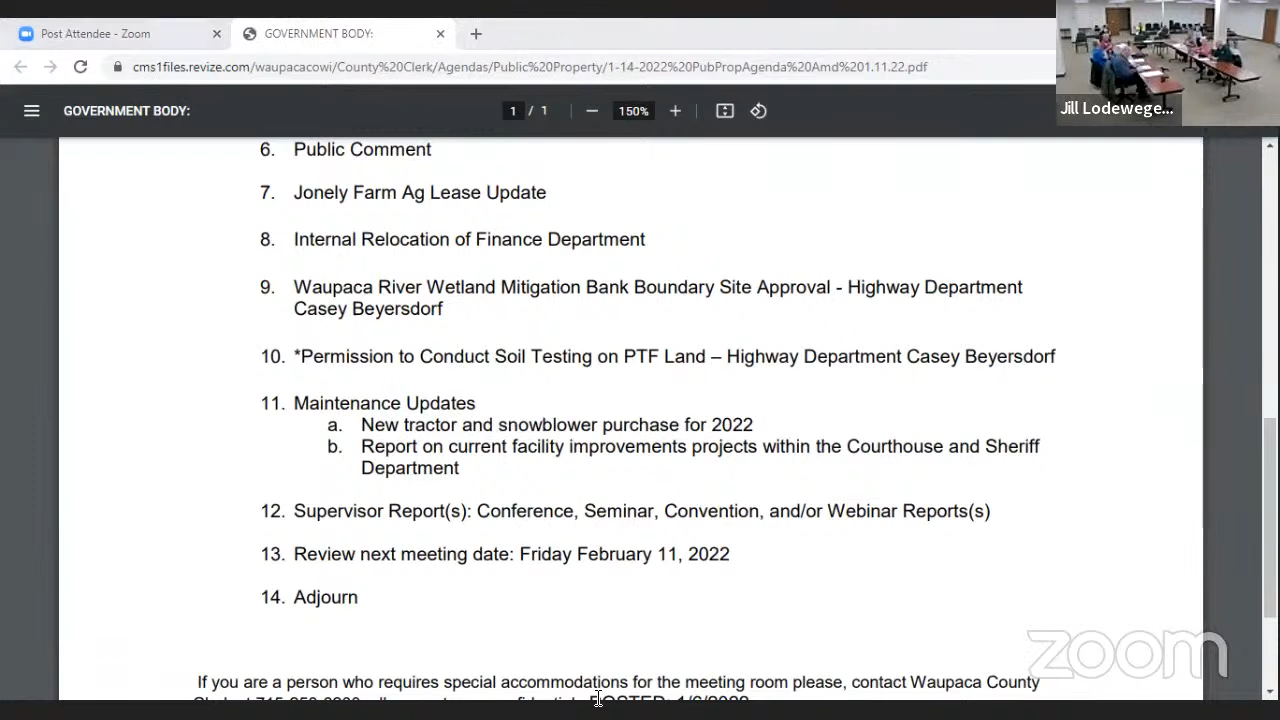 Post Attendee - Zoom
GOVERNMENT BODY:
cms1files.revize.com/waupacacowi/County%20Clerk/Agendas/Public%20Property/1-14-2022%20PubPropAgenda%20Amd%201.11.22.pdf
GOVERNMENT BODY:
1 / 1
150%
Jill Lodewege...
6. Public Comment
7. Jonely Farm Ag Lease Update
8. Internal Relocation of Finance Department
9. Waupaca River Wetland Mitigation Bank Boundary Site Approval - Highway Department
Casey Beyersdorf
10. *Permission to Conduct Soil Testing on PTF Land – Highway Department Casey Beyersdorf
11. Maintenance Updates
a. New tractor and snowblower purchase for 2022
b. Report on current facility improvements projects within the Courthouse and Sheriff
Department
12. Supervisor Report(s): Conference, Seminar, Convention, and/or Webinar Reports(s)
13. Review next meeting date: Friday February 11, 2022
14. Adjourn
zoom
If you are a person who requires special accommodations for the meeting room please, contact Waupaca County